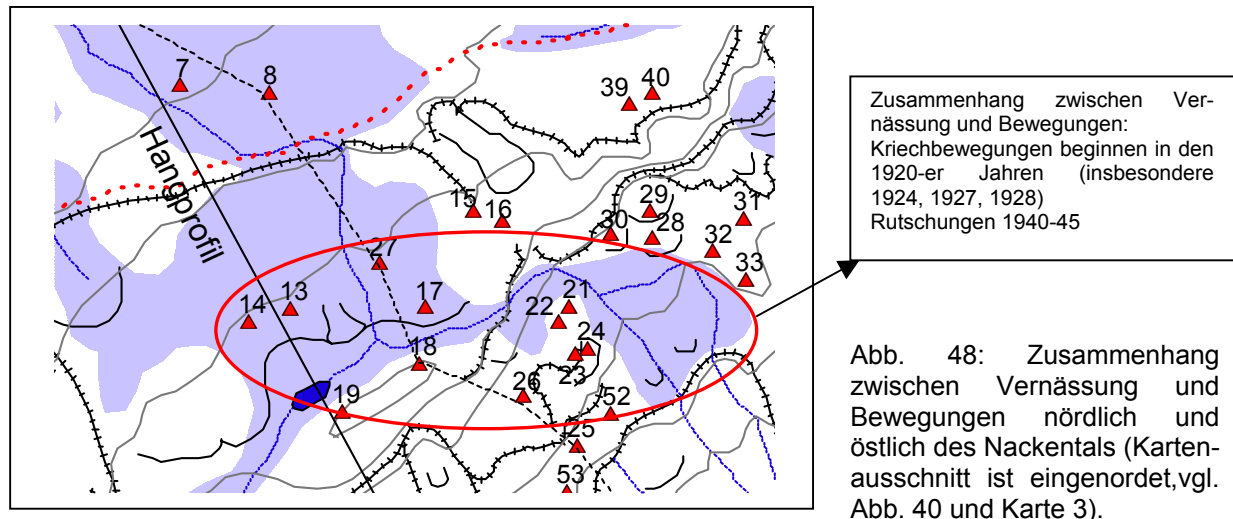 7
8
39
40
Hangprofil
15
16
29
31
30
28
32
27
33
14
13
17
21
22
24
18
23
19
26
52
25
53
Zusammenhang zwischen Ver-
nässung und Bewegungen:
Kriechbewegungen beginnen in den
1920-er Jahren (insbesondere
1924, 1927, 1928)
Rutschungen 1940-45
Abb. 48: Zusammenhang
zwischen Vernässung und
Bewegungen nördlich und
östlich des Nackentals (Karten-
ausschnitt ist eingenordet,vgl.
Abb. 40 und Karte 3).